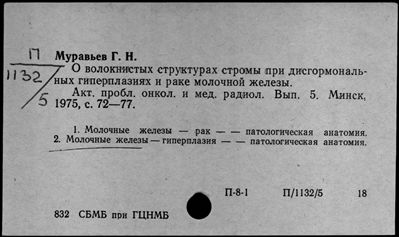 П
1132
/5
Муравьев Г. Н.
О волокнистых структурах стромы при дисгормональ-
ных гиперплазиях и раке молочной железы.
Акт. пробл. онкол. и мед. радиол. Вып. 5. Минск,
1975, с. 72—77.
1. Молочные железы — рак — — патологическая анатомия.
2. Молочные железы — гиперплазия — — патологическая анатомия.
П-8-1 П/1132/5 18
832 СБМБ при ГЦНМБ